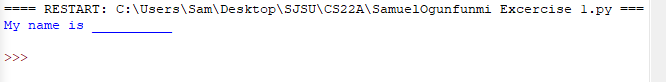 ==== RESTART: C:\Users\Sam\Desktop\SJSU\CS22A\SamuelOgunfunmi Excercise 1.py ===
My name is __________
>>>